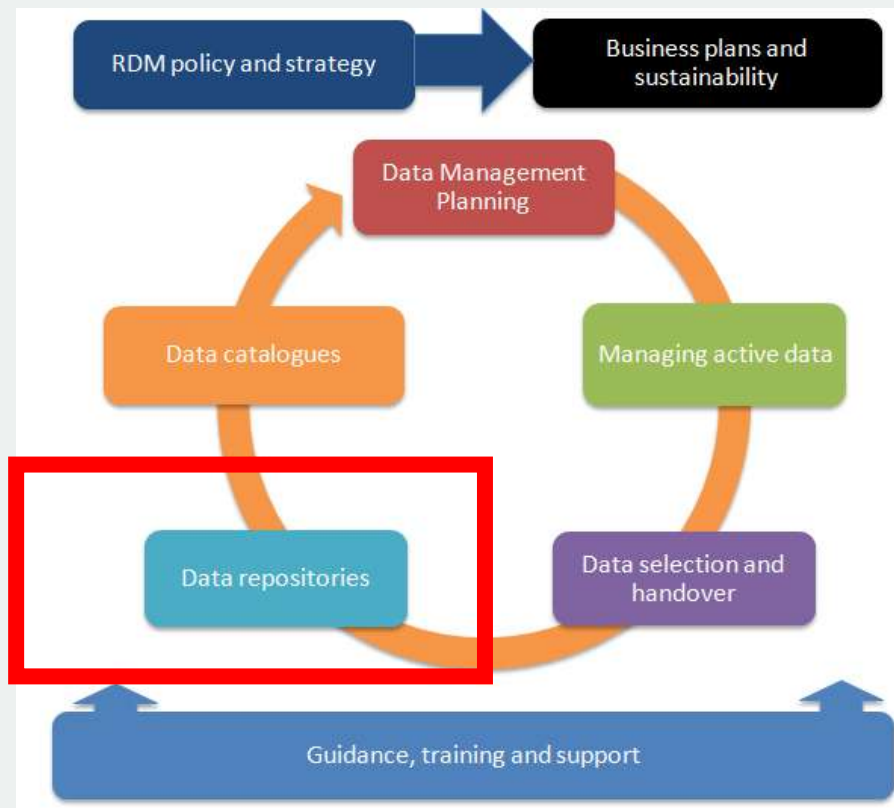 RDM policy and strategy
Business plans and
sustainability
Data Management
Planning
Data catalogues
Managing active data
Data repositories
Data selection and
handover
Guidance, training and support